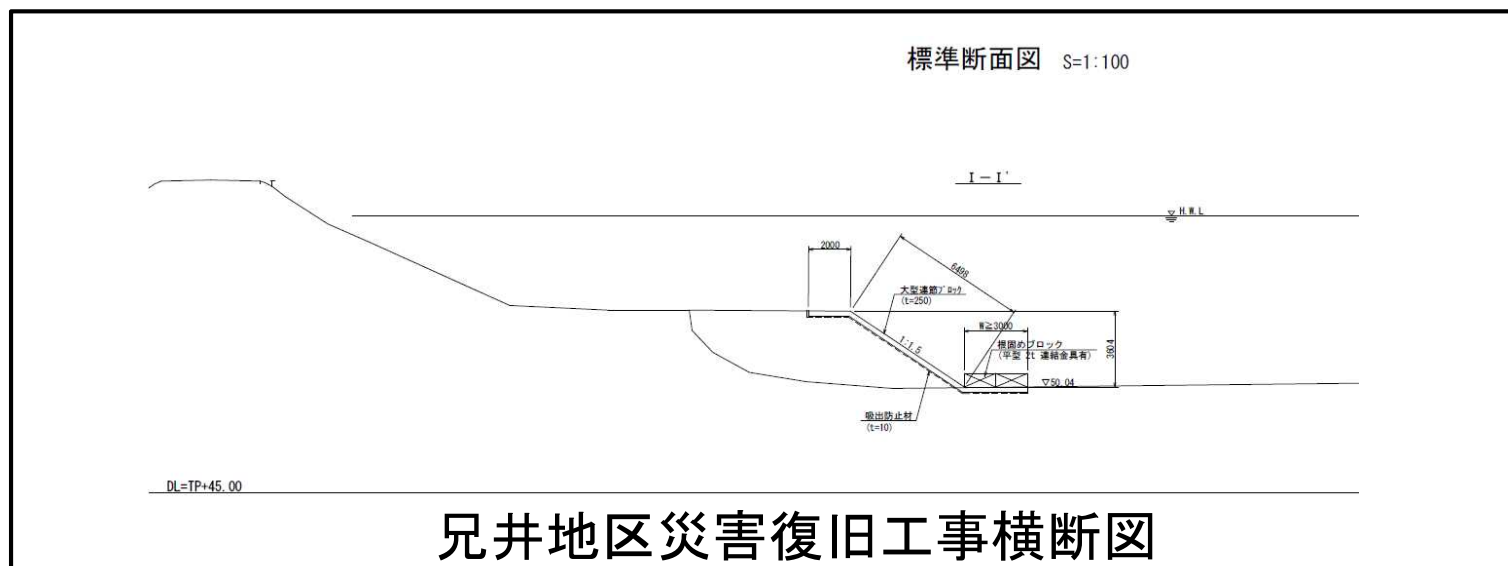 標準断面図 S=1:100
I-I'
H.W.L
2000
6498
大型連節ブロック
(t=250)
1:1.5
W≧3000
根固めブロック
(平型 2t 連結金具有)
3604
▽50.04
吸出防止材
(t=10)
DL=TP+45.00
兄井地区災害復旧工事横断図